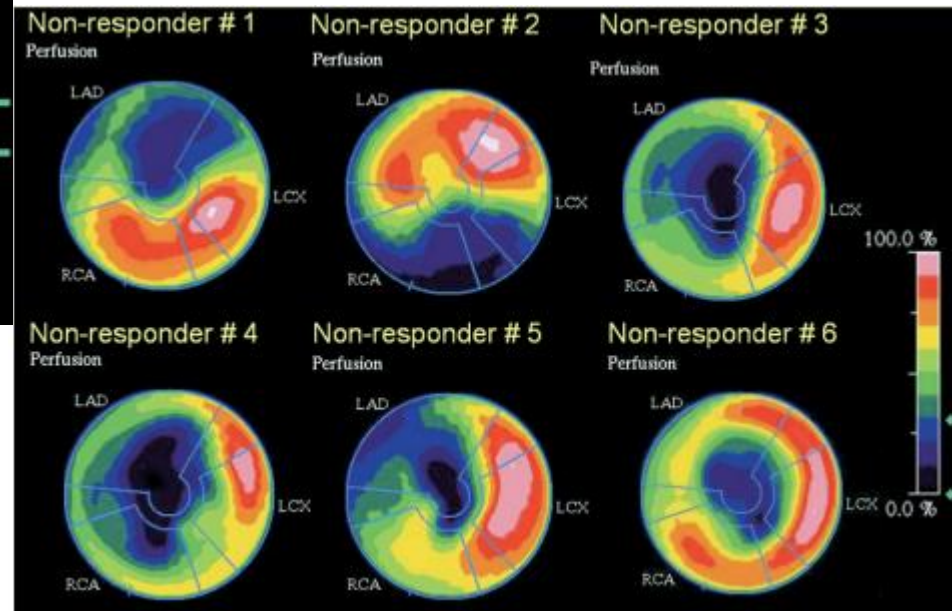 Non-responder # 1
Perfusion
LAD
LCX
RCA
Non-responder # 2
Perfusion
LAD
LCX
RCA
Non-responder # 3
Perfusion
LAD
LCX
RCA
100.0 %
Non-responder # 4
Perfusion
LAD
LCX
RCA
Non-responder # 5
Perfusion
LAD
LCX
RCA
Non-responder # 6
Perfusion
LAD
LCX
RCA
0.0 %